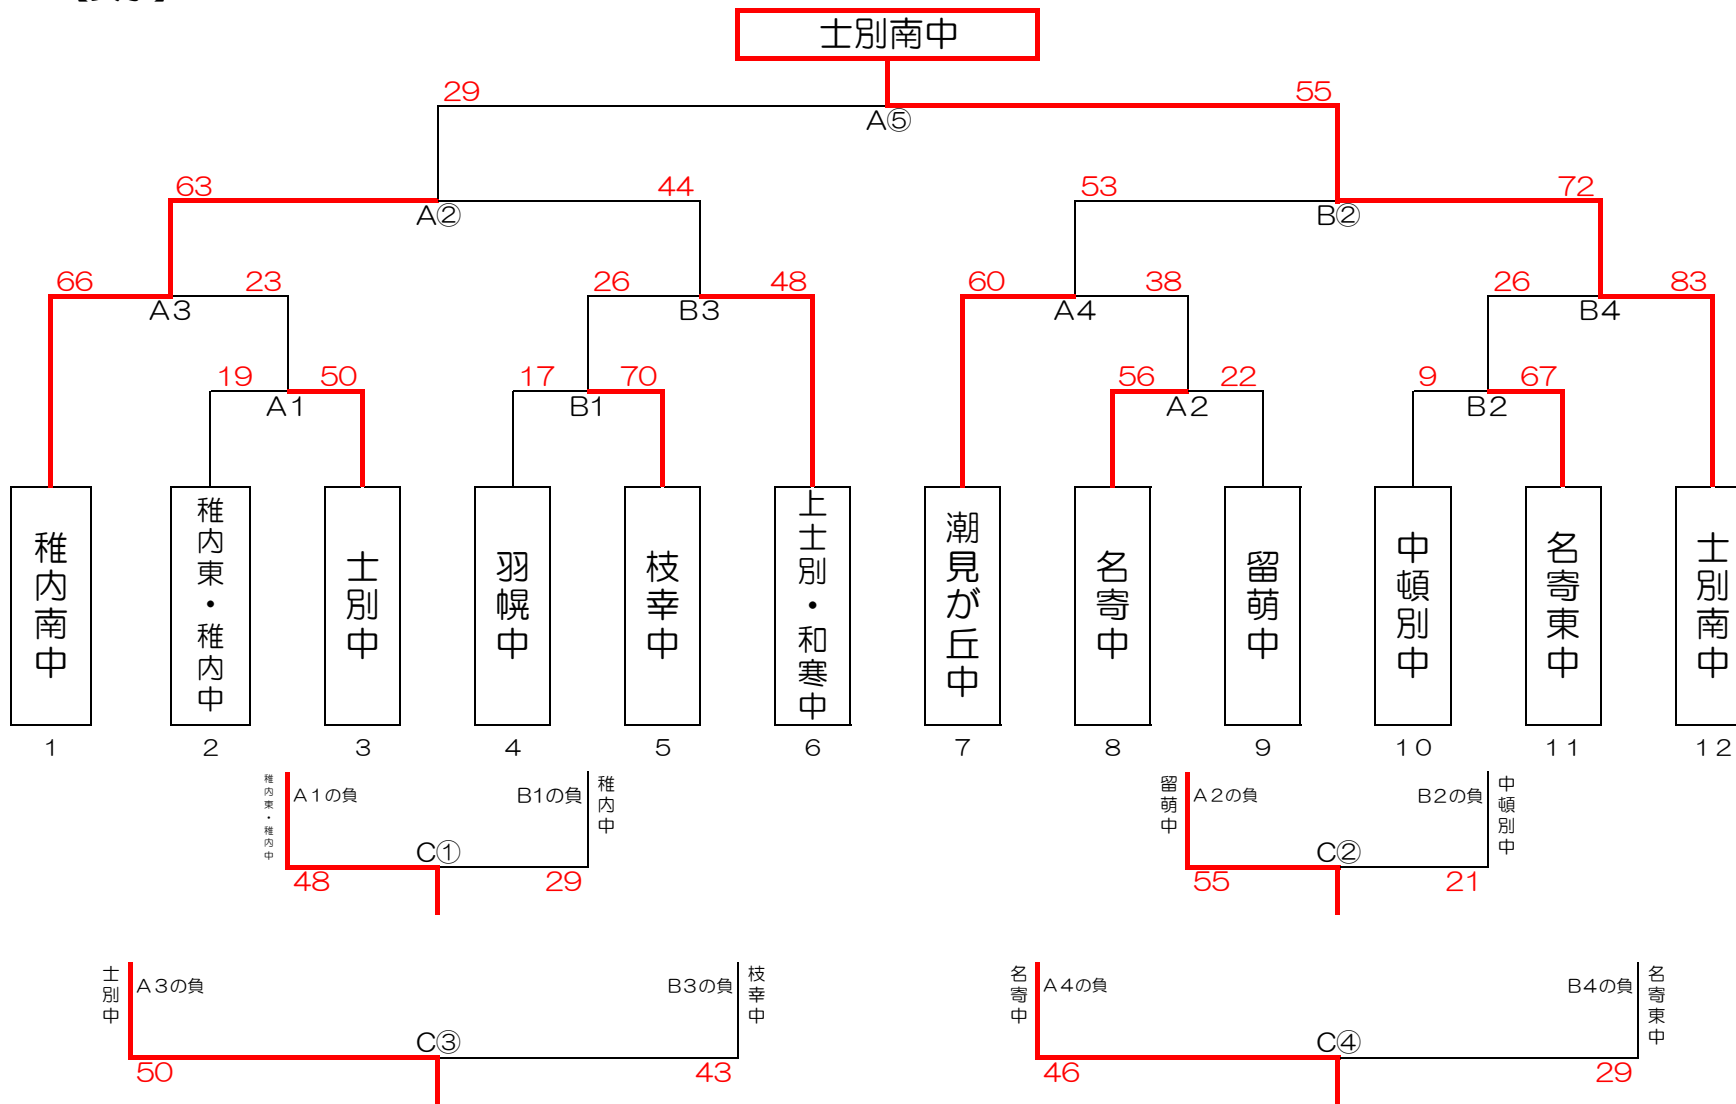 士別南中
29 55
A⑤
63 44 53 72
A② B②
66 23 26 48 60 38 26 83
A3 B3 A4 B4
19 50 17 70 56 22 9 67
A1 B1 A2 B2
稚内南中
稚内東・稚内中
士別中
羽幌中
枝幸中
上士別・和寒中
潮見が丘中
名寄中
留萌中
中頓別中
名寄東中
士別南中
1 2 3 4 5 6 7 8 9 10 11 12
稚内東・稚内中
A1の負 B1の負
稚内中
留萌中
A2の負 B2の負
中頓別中
C① C②
48 29 55 21
士別中
A3の負 B3の負
枝幸中
名寄中
A4の負 B4の負
名寄東中
C③ C④
50 43 46 29